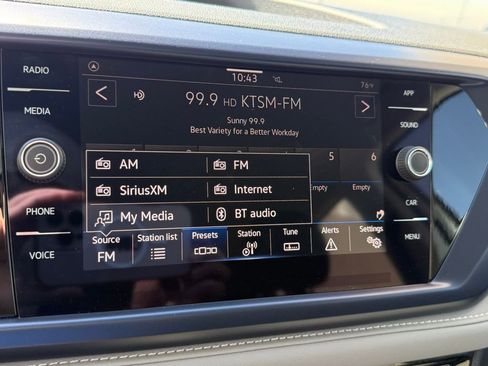 RADIO
MEDIA
PHONE
VOICE
10:43
76°F
99.9 HD KTSM-FM
Sunny 99.9
Best Variety for a Better Workday
5 6
Empty
AM
FM
SiriusXM
Internet
My Media
BT audio
Source
FM
Station list
Presets
Station
Tune
Alerts
Settings
APP
SOUND
CAR
MENU